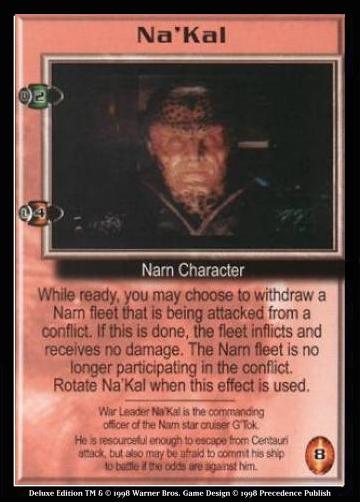 Na'Kal
2
4
Narn Character
While ready, you may choose to withdraw a
Narn fleet that is being attacked from a
conflict. If this is done, the fleet inflicts and
receives no damage. The Narn fleet is no
longer participating in the conflict.
Rotate Na'Kal when this effect is used.
War Leader Na'Kal is the commanding
officer of the Narn star cruiser G'Tok.
He is resourceful enough to escape from Centauri
attack, but also may be afraid to commit his ship
to battle if the odds are against him.
8
Deluxe Edition TM & © 1998 Warner Bros. Game Design © 1998 Precedence Publish